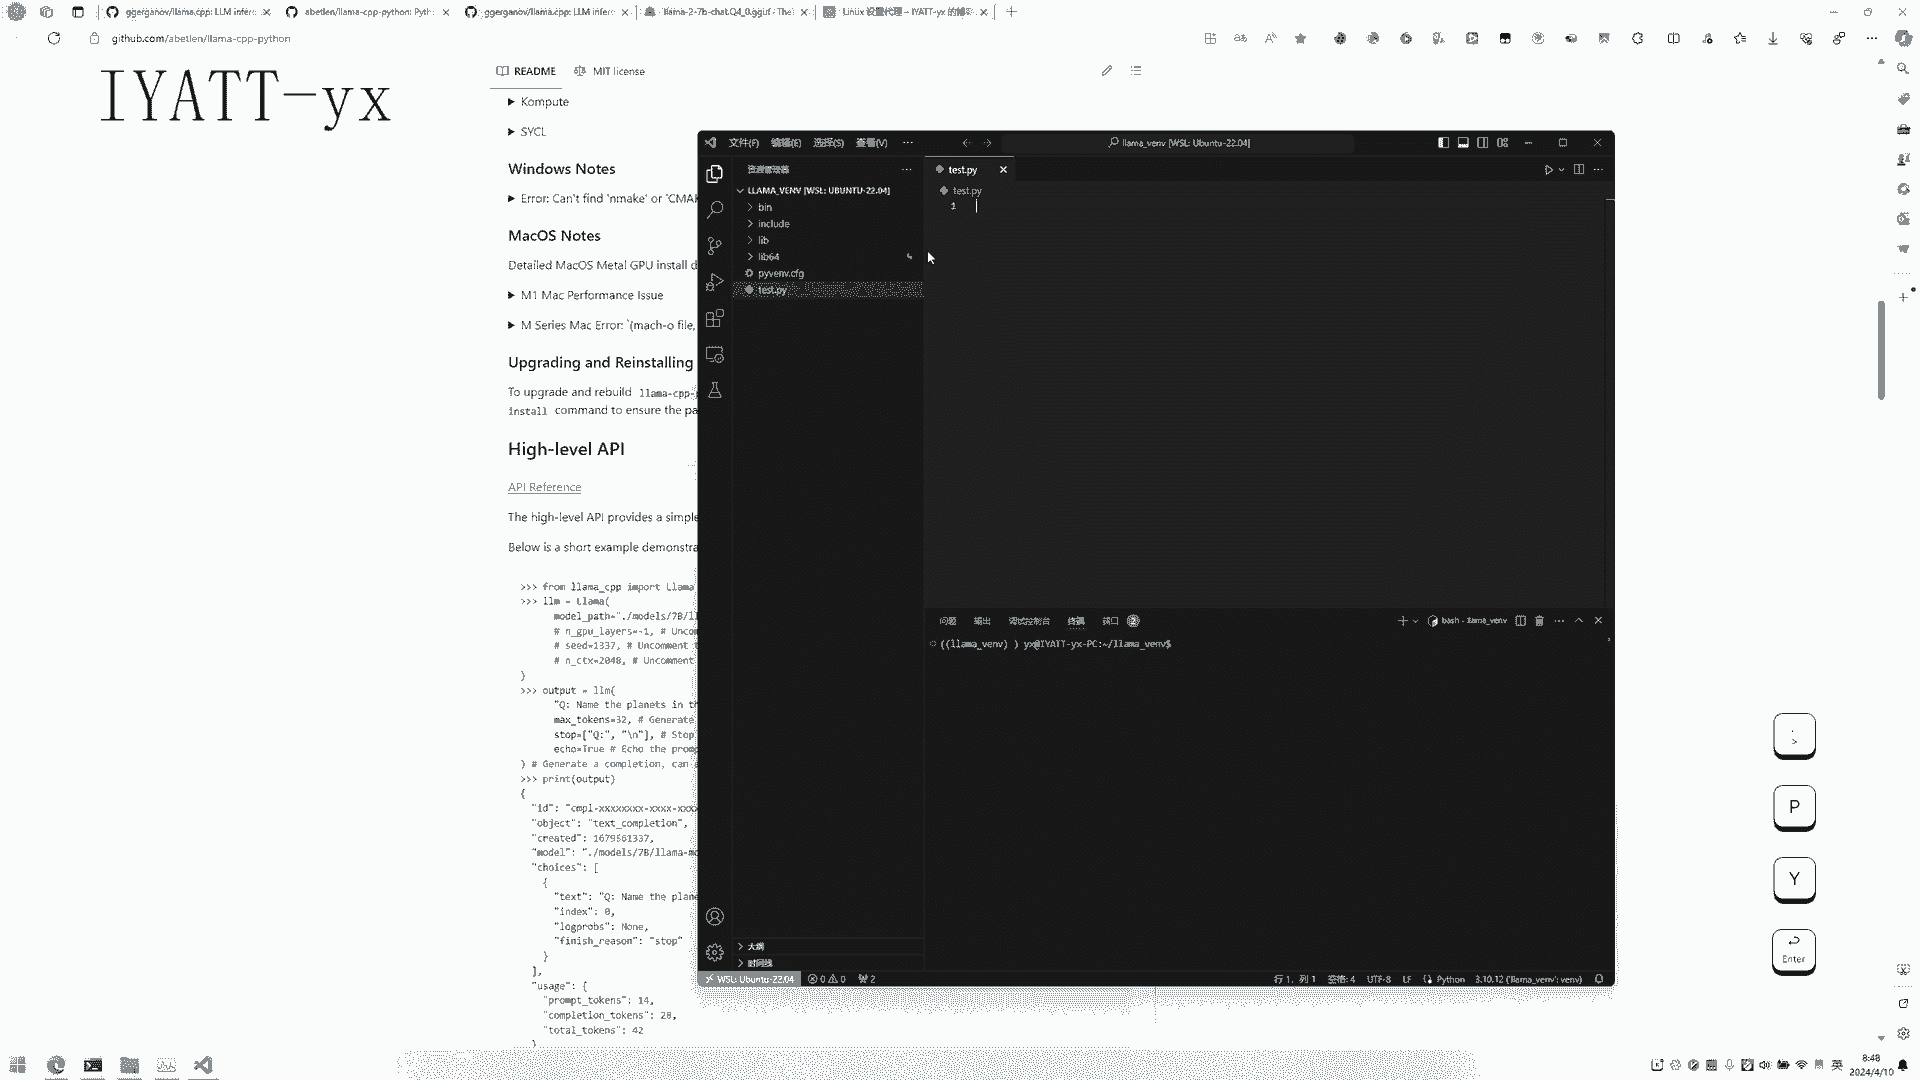 ggerganov/llama.cpp: LLM infer
abetlen/llama-cpp-python: Pyth
ggerganov/llama.cpp: LLM infer
llama-2-7b-chat.Q4_0.gguf · The
Linux 设置代理 – IYATT-yx 的博
github.com/abetlen/llama-cpp-python
IYATT-yx
README
MIT license
Kompute
SYCL
Windows Notes
Error: Can't find 'nmake' or 'CMAK
MacOS Notes
Detailed MacOS Metal GPU install d
M1 Mac Performance Issue
M Series Mac Error: `(mach-o file,
Upgrading and Reinstalling
To upgrade and rebuild llama-cpp-p
install command to ensure the pa
High-level API
API Reference
The high-level API provides a simple
Below is a short example demonstra
>>> from llama_cpp import Llama
>>> llm = Llama(
model_path="./models/7B/ll
# n_gpu_layers=-1, # Uncom
# seed=1337, # Uncomment t
# n_ctx=2048, # Uncomment
)
>>> output = llm(
"Q: Name the planets in th
max_tokens=32, # Generate
stop=["Q:", "\n"], # Stop
echo=True # Echo the promp
) # Generate a completion, can
>>> print(output)
{
"id": "cmpl-xxxxxxxx-xxxx-xxxx
"object": "text_completion",
"created": 1679561337,
"model": "./models/7B/llama-mo
"choices": [
{
"text": "Q: Name the plane
"index": 0,
"logprobs": None,
"finish_reason": "stop"
}
],
"usage": {
"prompt_tokens": 14,
"completion_tokens": 28,
"total_tokens": 42
}
文件(F) 编辑(E) 选择(S) 查看(V) ···
llama_venv [WSL: Ubuntu-22.04]
资源管理器
LLAMA_VENV [WSL: UBUNTU-22.04]
bin
include
lib
lib64
pyvenv.cfg
test.py
大纲
时间线
test.py
test.py
1
问题 输出 调试控制台 终端 端口 2
bash - llama_venv
((llama_venv) ) yx@IYATT-yx-PC:~/llama_venv$
WSL: Ubuntu-22.04 0 0 2
行 1, 列 1 空格: 4 UTF-8 LF Python 3.10.12 ('llama_venv': venv)
. >
P
Y
Enter
英
8:48
2024/4/10